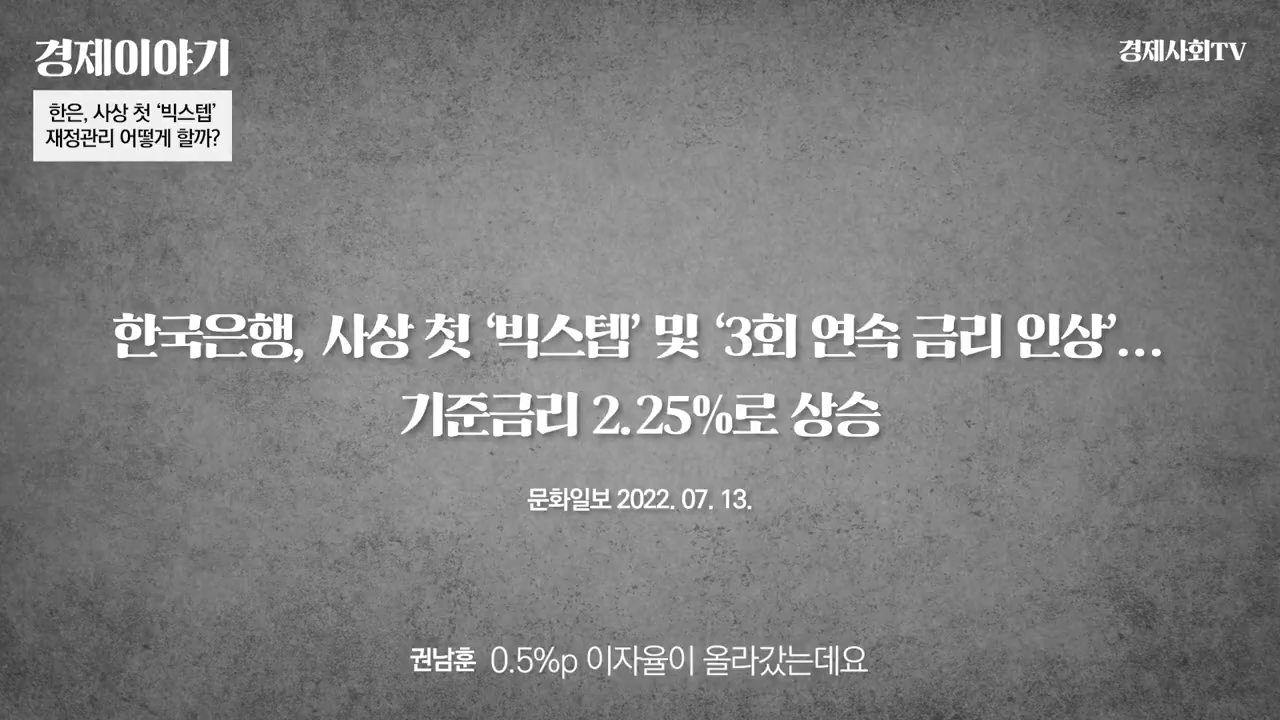 경제이야기
경제사회TV
한은, 사상 첫 ‘빅스텝’
재정관리 어떻게 할까?
한국은행, 사상 첫 ‘빅스텝’ 및 ‘3회 연속 금리 인상’...
기준금리 2.25%로 상승
문화일보 2022. 07. 13.
권남훈 0.5%p 이자율이 올라갔는데요